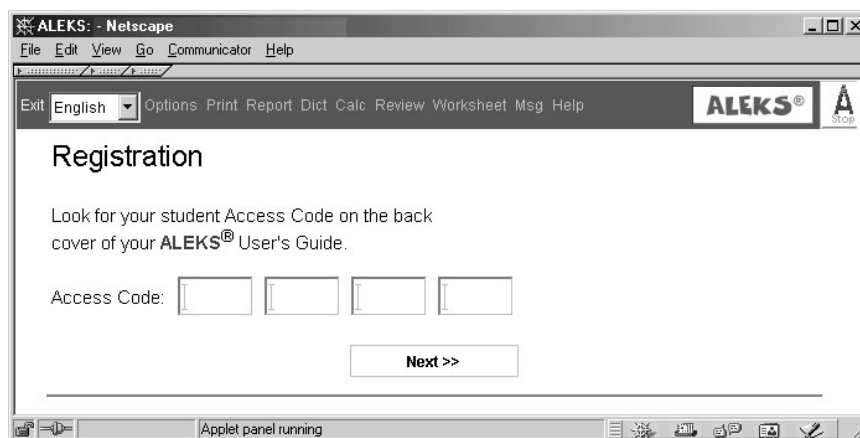 ALEKS: - Netscape
File Edit View Go Communicator Help
Exit English Options Print Report Dict Calc Review Worksheet Msg Help ALEKS® A
Stop
Registration
Look for your student Access Code on the back
cover of your ALEKS® User's Guide.
Access Code:
Next >>
Applet panel running